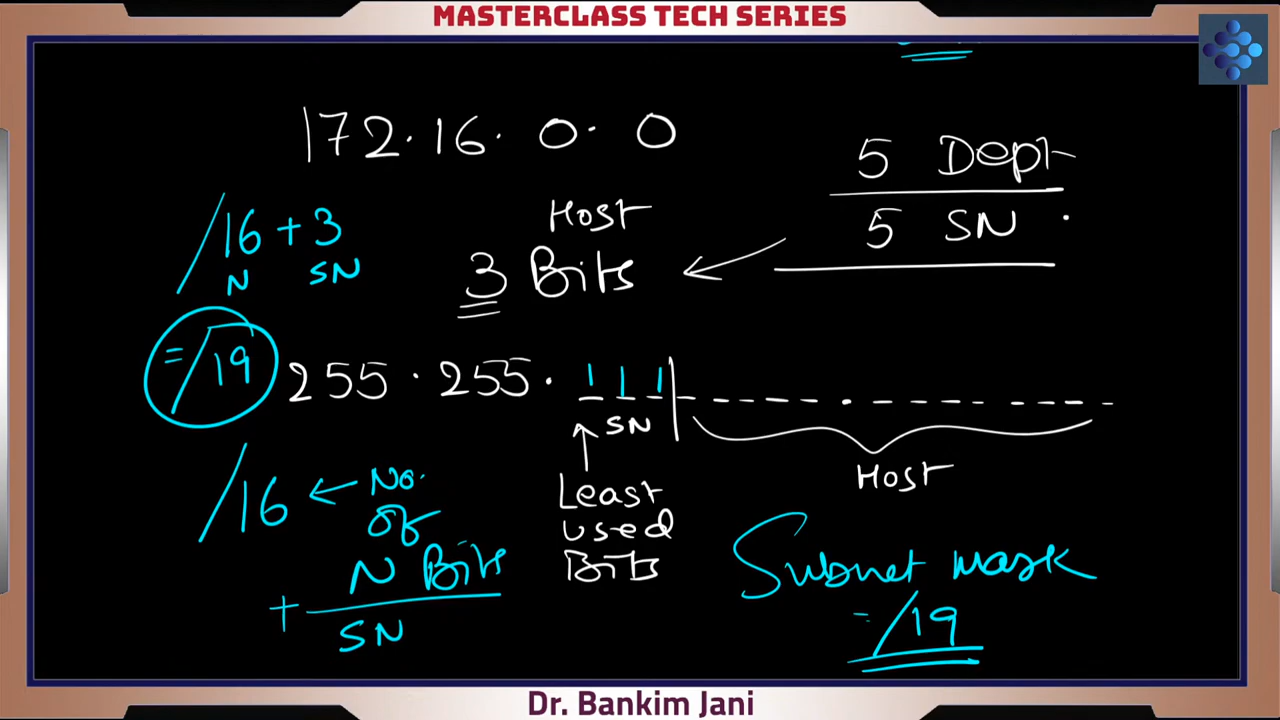 MASTERCLASS TECH SERIES
172.16.0.0
5 Dept
5 SN.
/16 + 3
N SN
Host
3 Bits
=/19
255.255.111
SN
Host
Least
used
Bits
/16 ← No.
of
N Bits
+ SN
Subnet mask
=/19
Dr. Bankim Jani